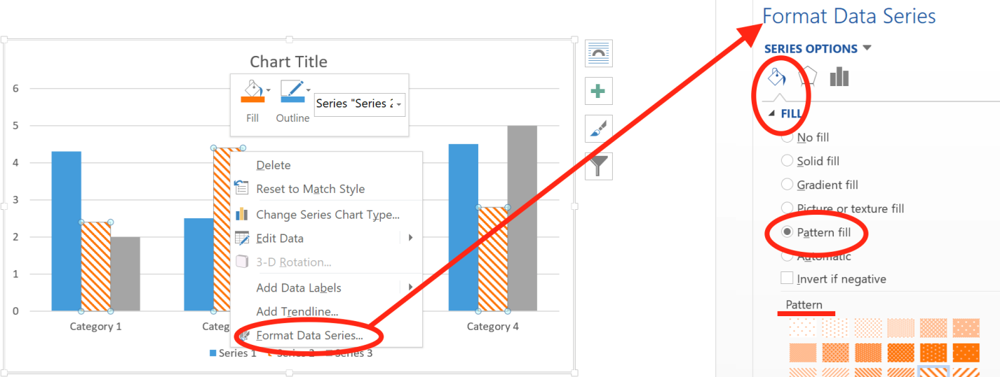 Format Data Series
SERIES OPTIONS
FILL
No fill
Solid fill
Gradient fill
Picture or texture fill
Pattern fill
Automatic
Invert if negative
Pattern
Chart Title
Fill
Outline
Series "Series 2
6
5
4
3
2
1
0
Delete
Reset to Match Style
Change Series Chart Type...
Edit Data
3-D Rotation...
Add Data Labels
Add Trendline...
Format Data Series...
Category 1
Categ
Category 4
Series 1
Series 2
Series 3